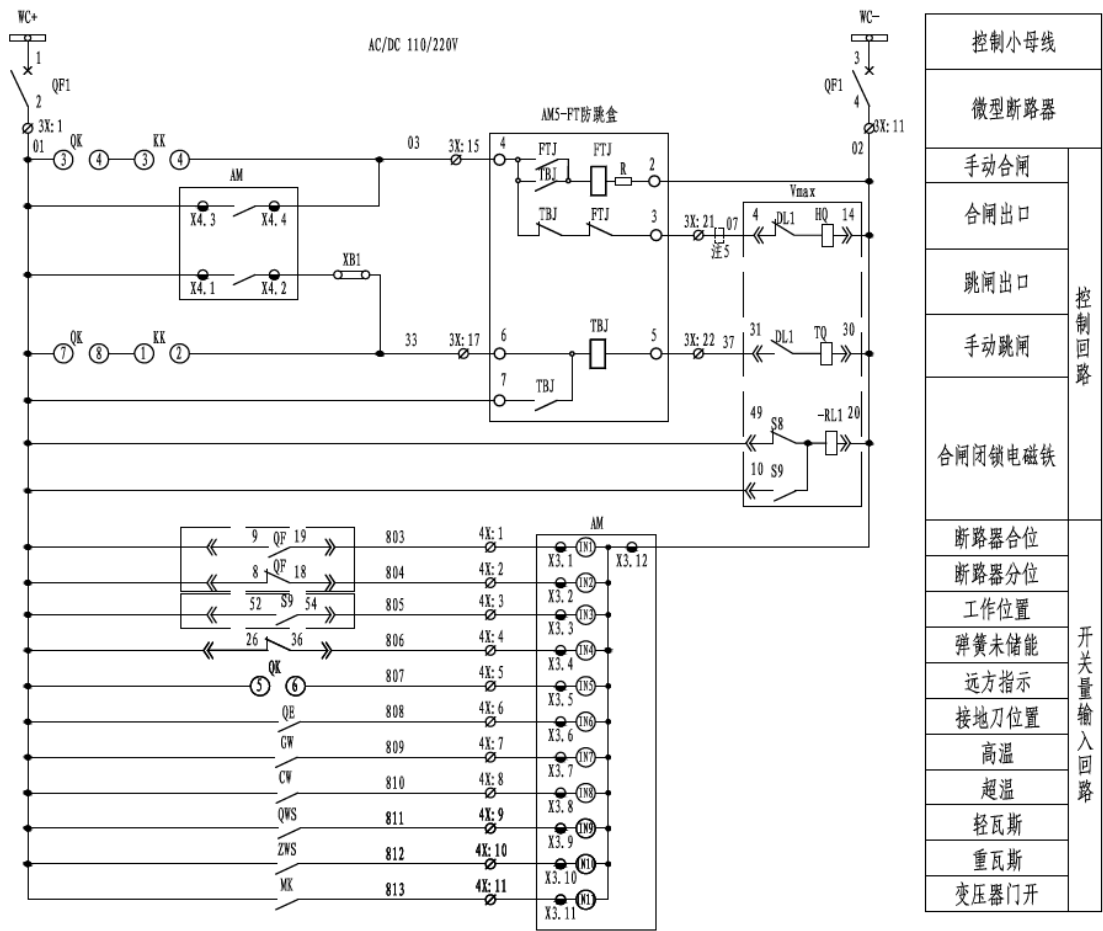 WC+
WC-
AC/DC 110/220V
控制小母线
1
3
QF1
QF1
2
4
微型断路器
3X:1
3X:11
AM5-FT防跳盒
01
QK
KK
03
3X:15
4
FTJ
FTJ
02
3
4
3
4
TBJ
R
2
手动合闸
AM
Vmax
X4.3
X4.4
TBJ
FTJ
3
3X:21
07
4
DL1
HQ
14
合闸出口
注5
XB1
X4.1
X4.2
跳闸出口
控制回路
QK
KK
33
3X:17
6
TBJ
5
3X:22
37
31
DL1
TQ
30
手动跳闸
7
8
1
2
7
TBJ
49
S8
-RL1
20
合闸闭锁电磁铁
10
S9
AM
9
QF
19
803
4X:1
X3.1
IN1
X3.12
断路器合位
8
QF
18
804
4X:2
X3.2
IN2
断路器分位
52
S9
54
805
4X:3
X3.3
IN3
工作位置
26
36
806
4X:4
X3.4
IN4
弹簧未储能
QK
5
6
807
4X:5
X3.5
IN5
远方指示
QE
808
4X:6
X3.6
IN6
接地刀位置
GW
809
4X:7
X3.7
IN7
高温
CW
810
4X:8
X3.8
IN8
超温
QWS
811
4X:9
X3.9
IN9
轻瓦斯
ZWS
812
4X:10
X3.10
重瓦斯
MK
813
4X:11
X3.11
变压器门开
开关量输入回路